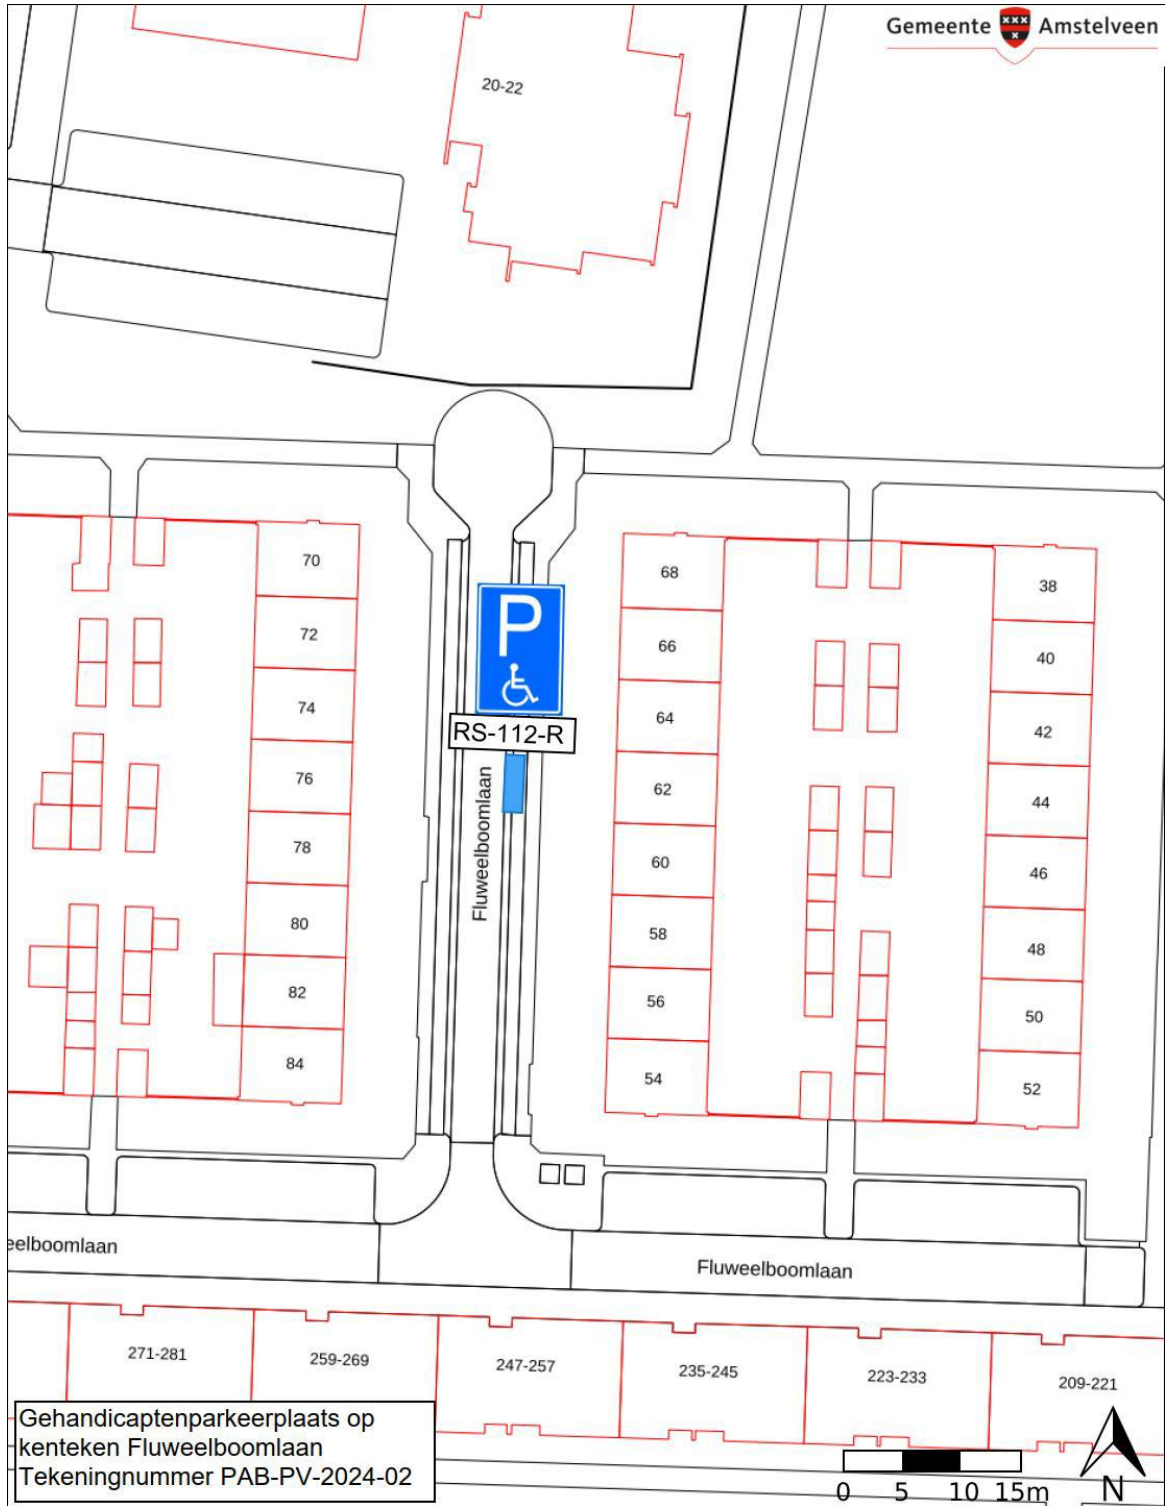 Gemeente Amstelveen
20-22
70
68
38
72
66
40
P
74
64
42
RS-112-R
76
62
44
Fluweelboomlaan
78
60
46
80
58
48
82
56
50
84
54
52
eelboomlaan
Fluweelboomlaan
271-281
259-269
247-257
235-245
223-233
209-221
Gehandicaptenparkeerplaats op
kenteken Fluweelboomlaan
Tekeningnummer PAB-PV-2024-02
0 5 10 15m
N